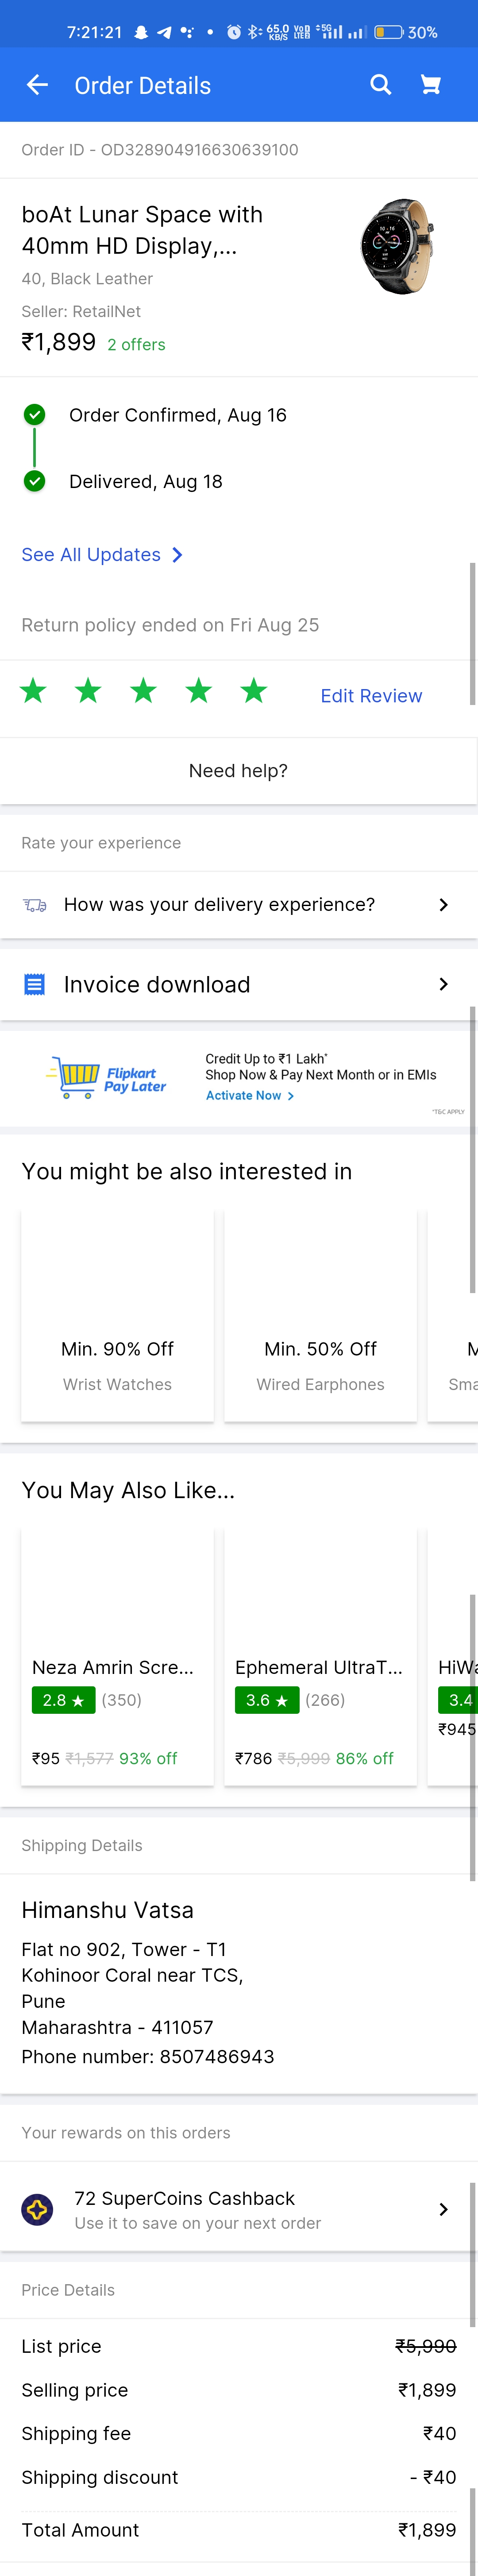 7:21:21
65.0 KB/S
VoD LTE
5G
30%
Order Details
Order ID - OD328904916630639100
boAt Lunar Space with
40mm HD Display,...
40, Black Leather
Seller: RetailNet
₹1,899 2 offers
Order Confirmed, Aug 16
Delivered, Aug 18
See All Updates
Return policy ended on Fri Aug 25
Edit Review
Need help?
Rate your experience
How was your delivery experience?
Invoice download
Flipkart
Pay Later
Credit Up to ₹1 Lakh*
Shop Now & Pay Next Month or in EMIs
Activate Now
*T&C APPLY
You might be also interested in
Min. 90% Off
Wrist Watches
Min. 50% Off
Wired Earphones
M
Sma
You May Also Like...
Neza Amrin Scre...
2.8 ★ (350)
₹95 ₹1,577 93% off
Ephemeral UltraT...
3.6 ★ (266)
₹786 ₹5,999 86% off
HiWa
3.4
₹945
Shipping Details
Himanshu Vatsa
Flat no 902, Tower - T1
Kohinoor Coral near TCS,
Pune
Maharashtra - 411057
Phone number: 8507486943
Your rewards on this orders
72 SuperCoins Cashback
Use it to save on your next order
Price Details
List price ₹5,990
Selling price ₹1,899
Shipping fee ₹40
Shipping discount - ₹40
Total Amount ₹1,899